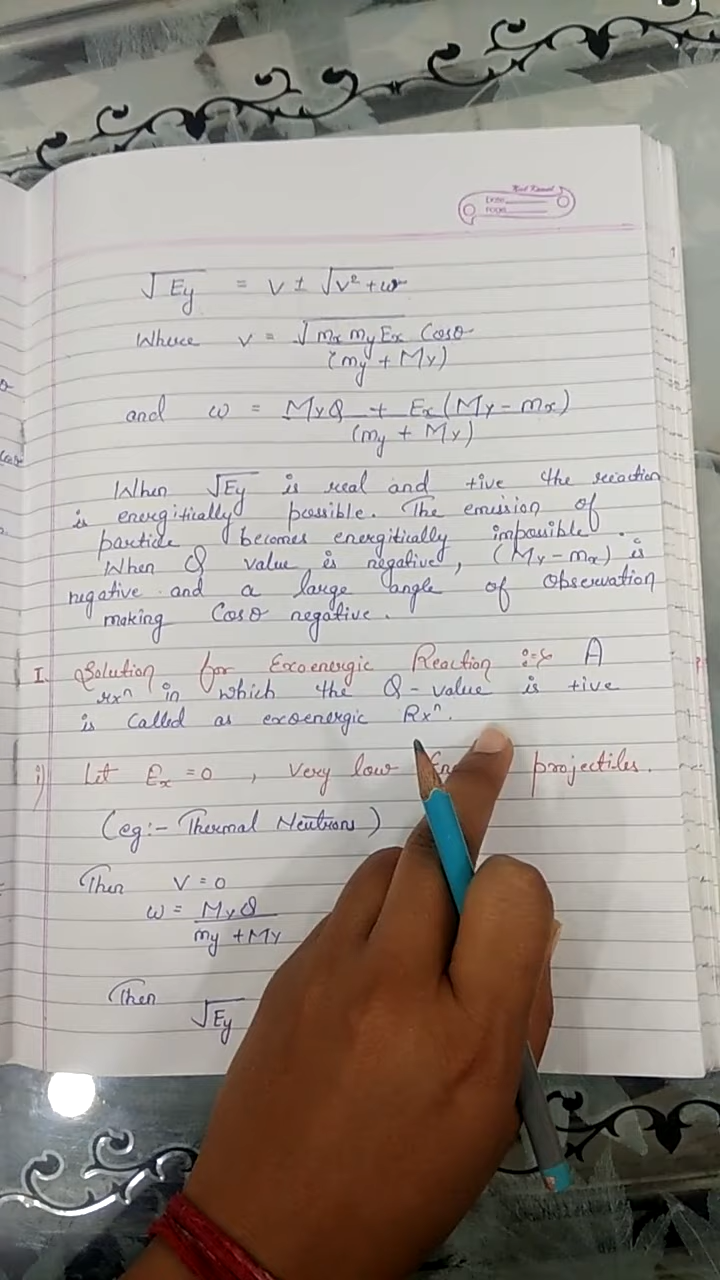 DATE
PAGE
√Ey = V ± √V² + ω
Where V = √mx my Ex Cosθ
(my + My)
and ω = MyQ + Ex(My - mx)
(my + My)
When √Ey is real and +ive the reaction
is energitically possible. The emission of
particle becomes energitically impossible.
When Q value is negative, (My - mx) is
negative and a large angle of observation
making Cosθ negative.
I. Solution for Exoenergic Reaction :- A
rxⁿ in which the Q-value is +ive
is called as exoenergic Rxⁿ.
i) Let Ex = 0, Very low projectiles.
(eg:- Thermal Neutrons)
Then V = 0
ω = MyQ
my + My
Then
√Ey